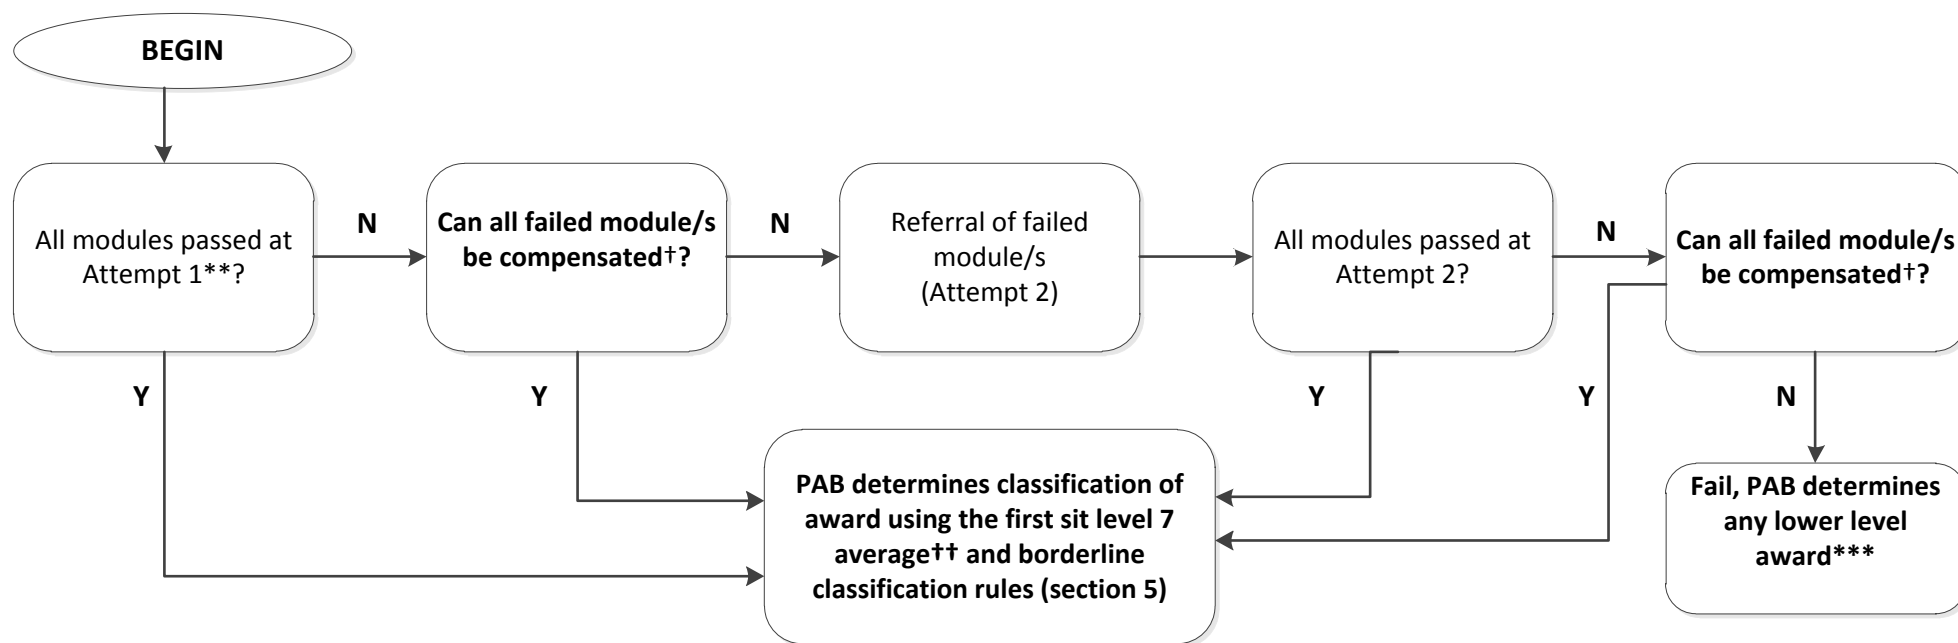 BEGIN
All modules passed at
Attempt 1**?
N
Can all failed module/s
be compensated†?
N
Referral of failed
module/s
(Attempt 2)
All modules passed at
Attempt 2?
N
Can all failed module/s
be compensated†?
Y
Y
Y
Y
N
PAB determines classification of
award using the first sit level 7
average†† and borderline
classification rules (section 5)
Fail, PAB determines
any lower level
award***